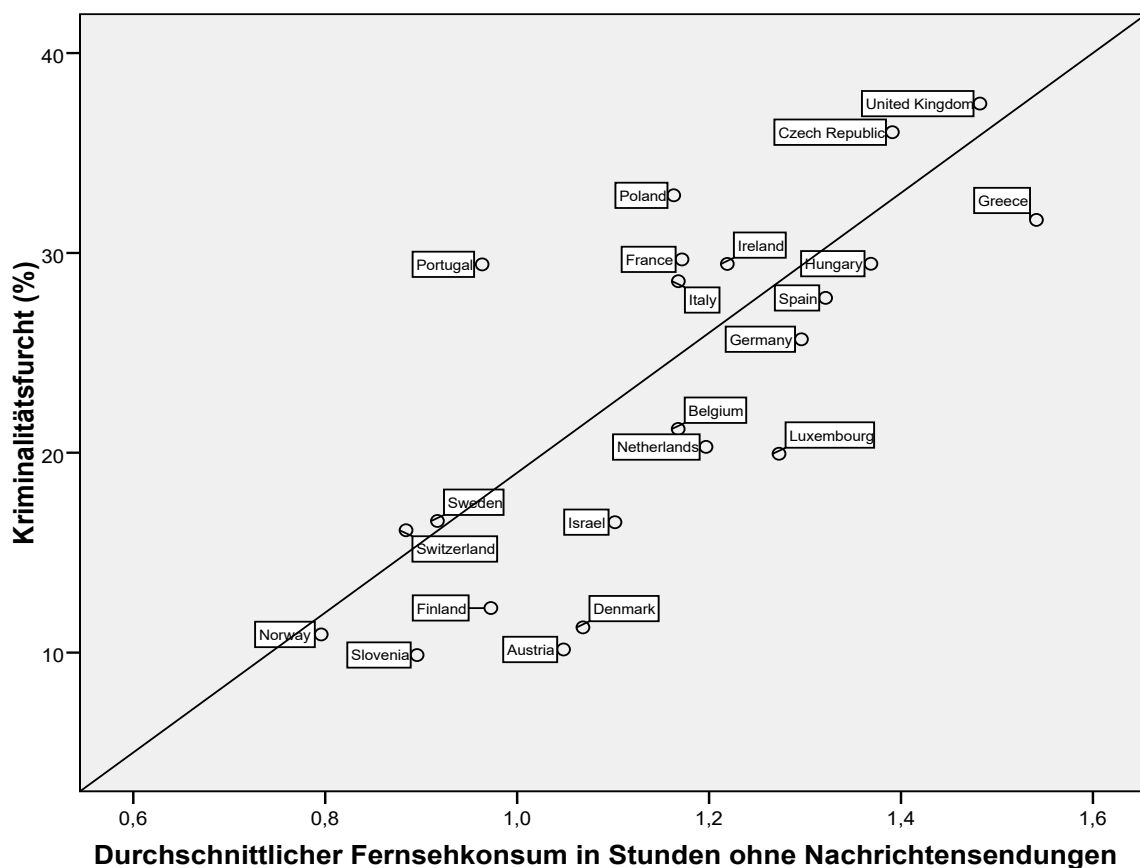 40
United Kingdom
Czech Republic
Poland
Greece
Ireland
30
Portugal
France
Hungary
Italy
Spain
Germany
Belgium
Luxembourg
Netherlands
20
Sweden
Israel
Switzerland
Finland
Denmark
Norway
Austria
Slovenia
10
Kriminalitätsfurcht (%)
0,6
0,8
1,0
1,2
1,4
1,6
Durchschnittlicher Fernsehkonsum in Stunden ohne Nachrichtensendungen